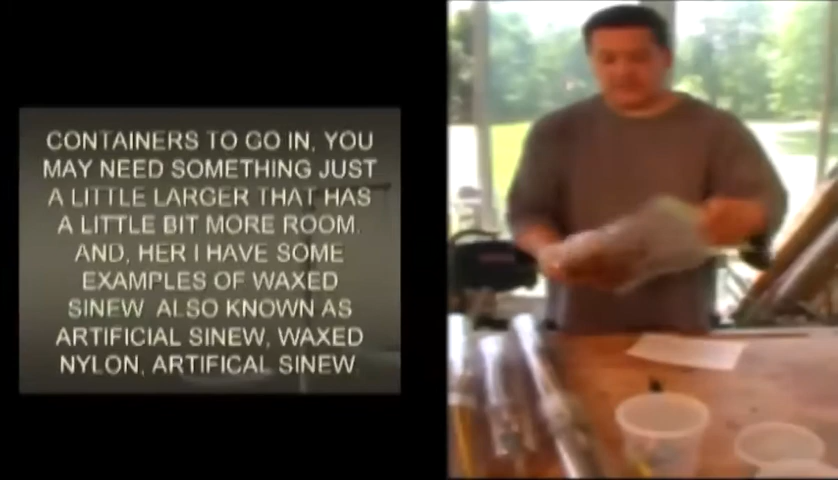 CONTAINERS TO GO IN, YOU
MAY NEED SOMETHING JUST
A LITTLE LARGER THAT HAS
A LITTLE BIT MORE ROOM.
AND, HER I HAVE SOME
EXAMPLES OF WAXED
SINEW ALSO KNOWN AS
ARTIFICIAL SINEW, WAXED
NYLON, ARTIFICAL SINEW